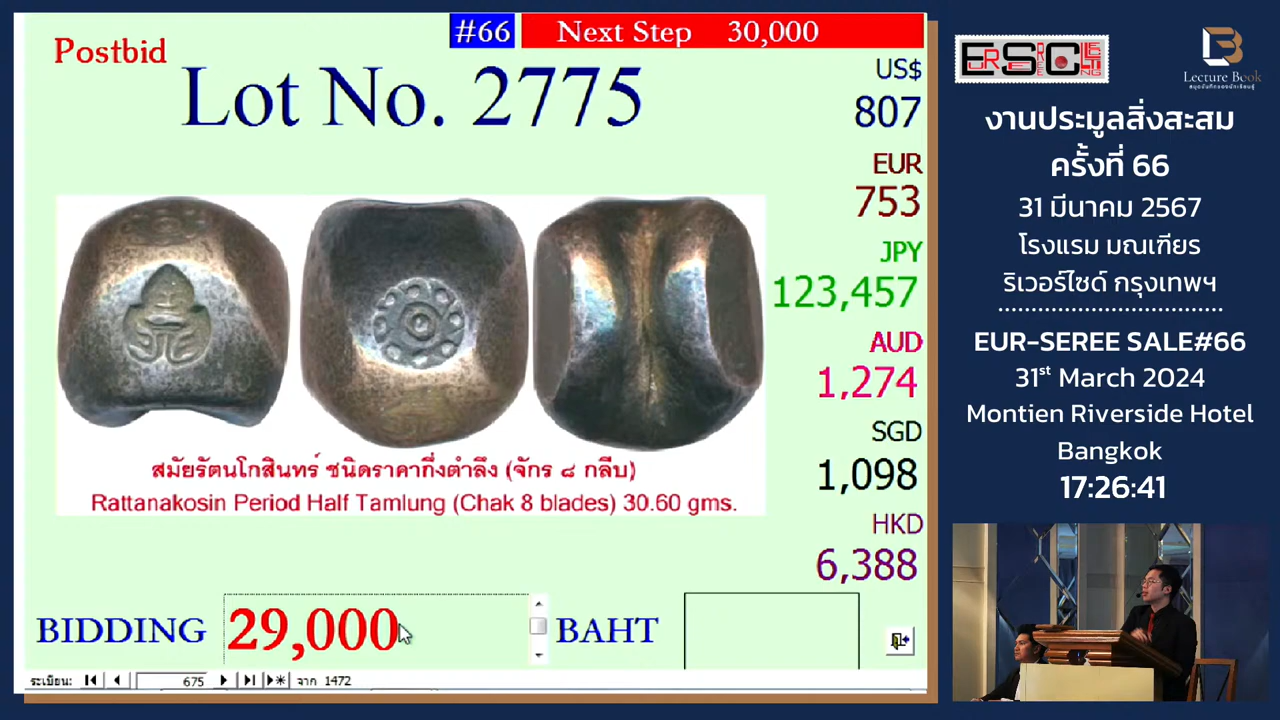 Postbid
#66
Next Step 30,000
Lot No. 2775
US$
807
EUR
753
JPY
123,457
AUD
1,274
SGD
1,098
HKD
6,388
สมัยรัตนโกสินทร์ ชนิดราคากึ่งตำลึง (จักร ๘ กลีบ)
Rattanakosin Period Half Tamlung (Chak 8 blades) 30.60 gms.
BIDDING 29,000 BAHT
ระเบียน: 675 จาก 1472
Lecture Book
งานประมูลสิ่งสะสม
ครั้งที่ 66
31 มีนาคม 2567
โรงแรม มณเฑียร
ริเวอร์ไซด์ กรุงเทพฯ
EUR-SEREE SALE#66
31st March 2024
Montien Riverside Hotel
Bangkok
17:26:41